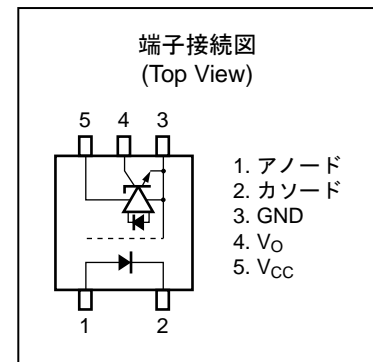 端子接続図
(Top View)
5 4 3
1 2
1. アノード
2. カソード
3. GND
4. VO
5. VCC